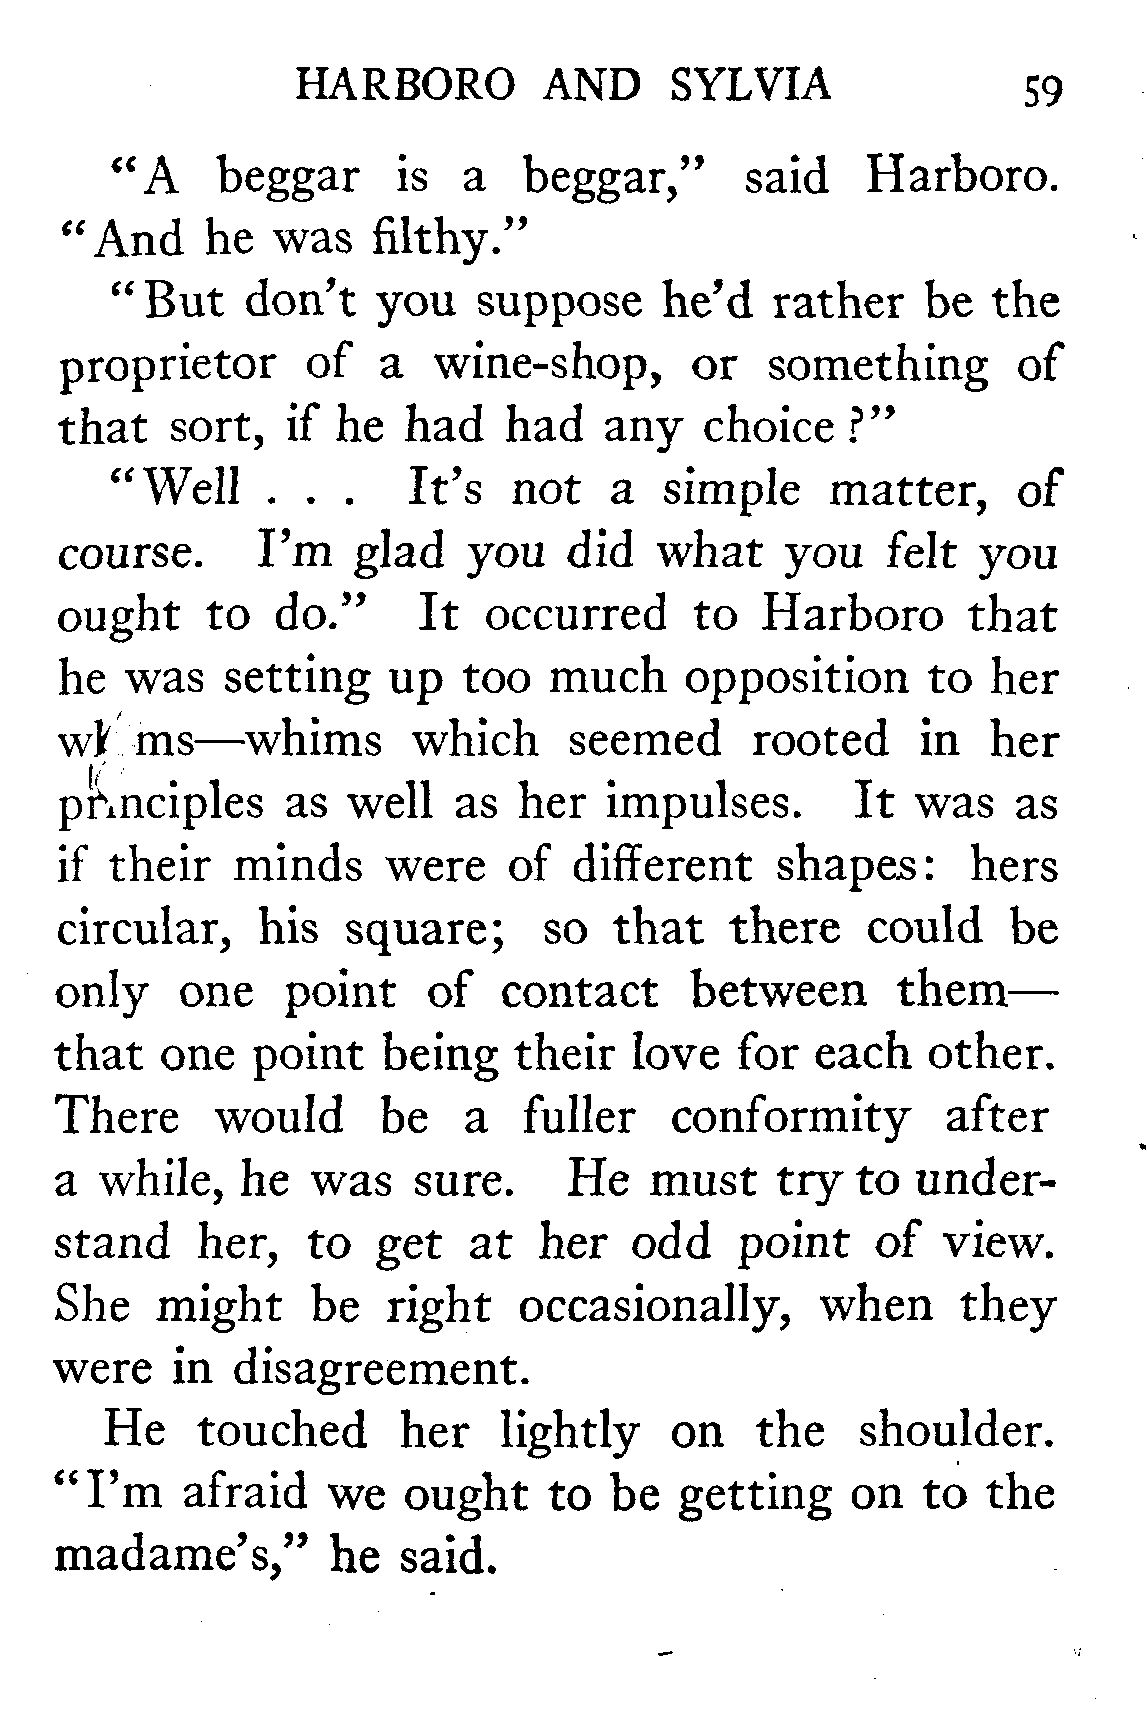 HARBORO AND SYLVIA 59
"A beggar is a beggar," said Harboro.
"And he was filthy."
"But don't you suppose he'd rather be the
proprietor of a wine-shop, or something of
that sort, if he had had any choice?"
"Well . . . It's not a simple matter, of
course. I'm glad you did what you felt you
ought to do." It occurred to Harboro that
he was setting up too much opposition to her
whims—whims which seemed rooted in her
principles as well as her impulses. It was as
if their minds were of different shapes: hers
circular, his square; so that there could be
only one point of contact between them—
that one point being their love for each other.
There would be a fuller conformity after
a while, he was sure. He must try to under-
stand her, to get at her odd point of view.
She might be right occasionally, when they
were in disagreement.
He touched her lightly on the shoulder.
"I'm afraid we ought to be getting on to the
madame's," he said.